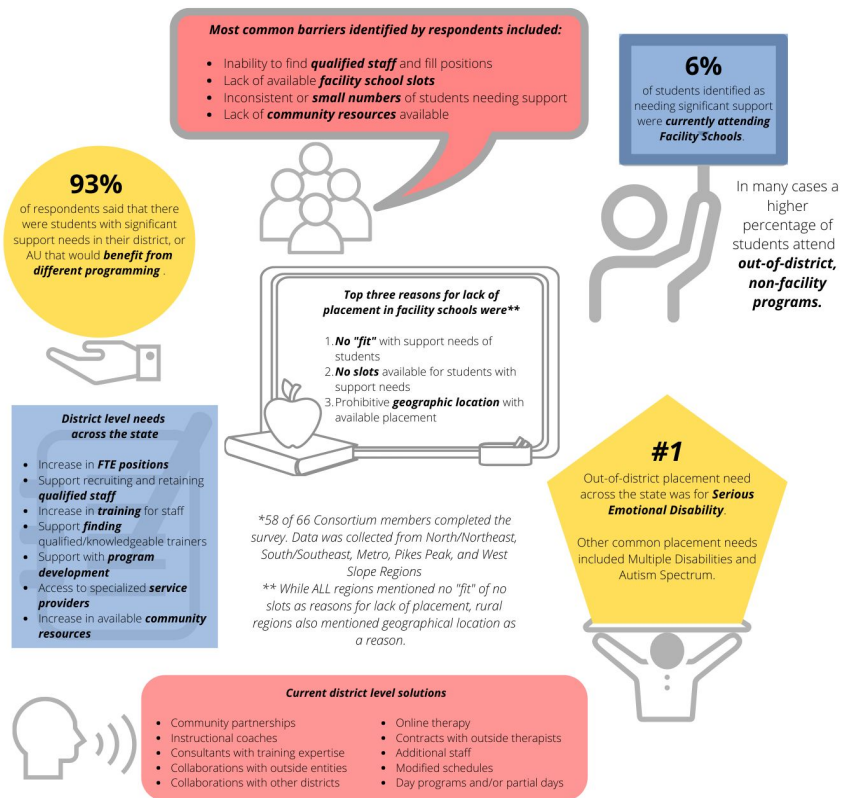 Most common barriers identified by respondents included:
• Inability to find qualified staff and fill positions
• Lack of available facility school slots
• Inconsistent or small numbers of students needing support
• Lack of community resources available
6%
of students identified as
needing significant support
were currently attending
Facility Schools.
93%
of respondents said that there
were students with significant
support needs in their district, or
AU that would benefit from
different programming .
In many cases a
higher
percentage of
students attend
out-of-district,
non-facility
programs.
Top three reasons for lack of
placement in facility schools were**
1. No "fit" with support needs of
students
2. No slots available for students with
support needs
3. Prohibitive geographic location with
available placement
District level needs
across the state
• Increase in FTE positions
• Support recruiting and retaining
qualified staff
• Increase in training for staff
• Support finding
qualified/knowledgeable trainers
• Support with program
development
• Access to specialized service
providers
• Increase in available community
resources
#1
Out-of-district placement need
across the state was for Serious
Emotional Disability.
Other common placement needs
included Multiple Disabilities and
Autism Spectrum.
*58 of 66 Consortium members completed the
survey. Data was collected from North/Northeast,
South/Southeast, Metro, Pikes Peak, and West
Slope Regions
** While ALL regions mentioned no "fit" of no
slots as reasons for lack of placement, rural
regions also mentioned geographical location as
a reason.
Current district level solutions
• Community partnerships
• Instructional coaches
• Consultants with training expertise
• Collaborations with outside entities
• Collaborations with other districts
• Online therapy
• Contracts with outside therapists
• Additional staff
• Modified schedules
• Day programs and/or partial days